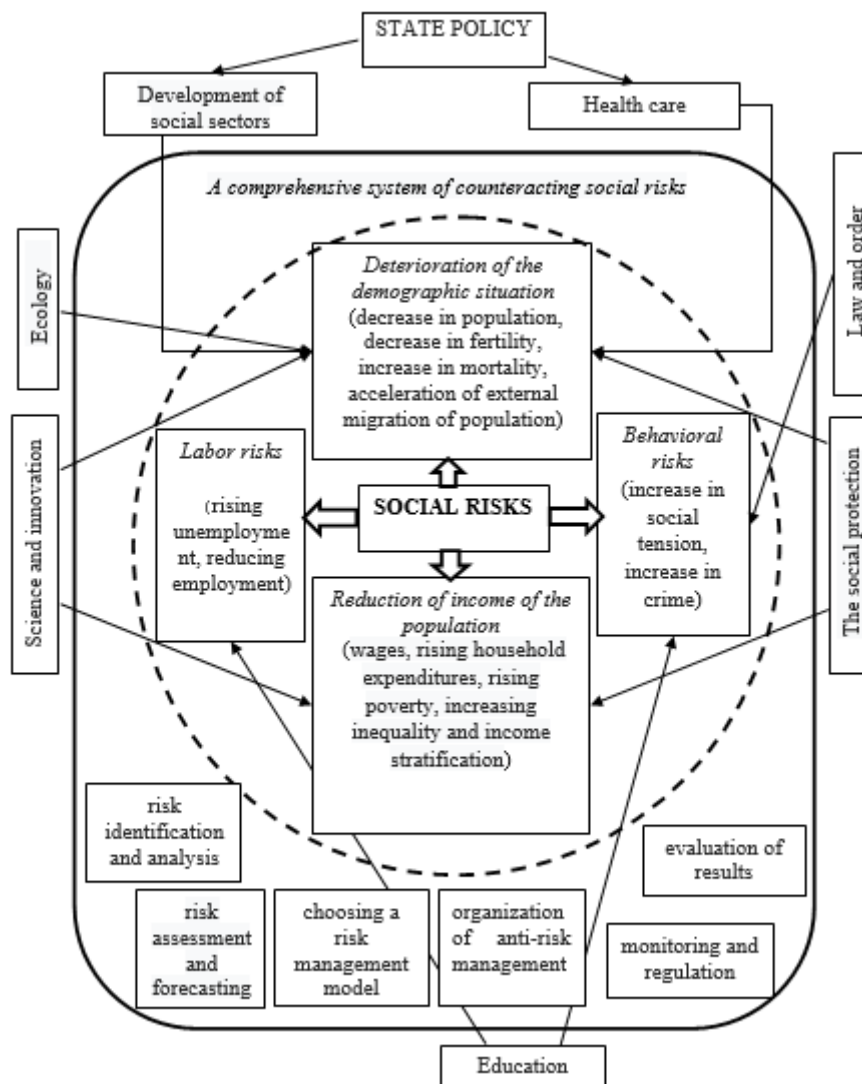 STATE POLICY
Development of
social sectors
Health care
A comprehensive system of counteracting social risks
Ecology
Law and order
Deterioration of the
demographic situation
(decrease in population,
decrease in fertility,
increase in mortality,
acceleration of external
migration of population)
Science and innovation
Labor risks
(rising
unemployme
nt, reducing
employment)
SOCIAL RISKS
Behavioral
risks
(increase in
social
tension,
increase in
crime)
The social protection
Reduction of income of the
population
(wages, rising household
expenditures, rising
poverty, increasing
inequality and income
stratification)
risk
identification
and analysis
evaluation of
results
risk
assessment
and
forecasting
choosing a
risk
management
model
organization
of anti-risk
management
monitoring and
regulation
Education